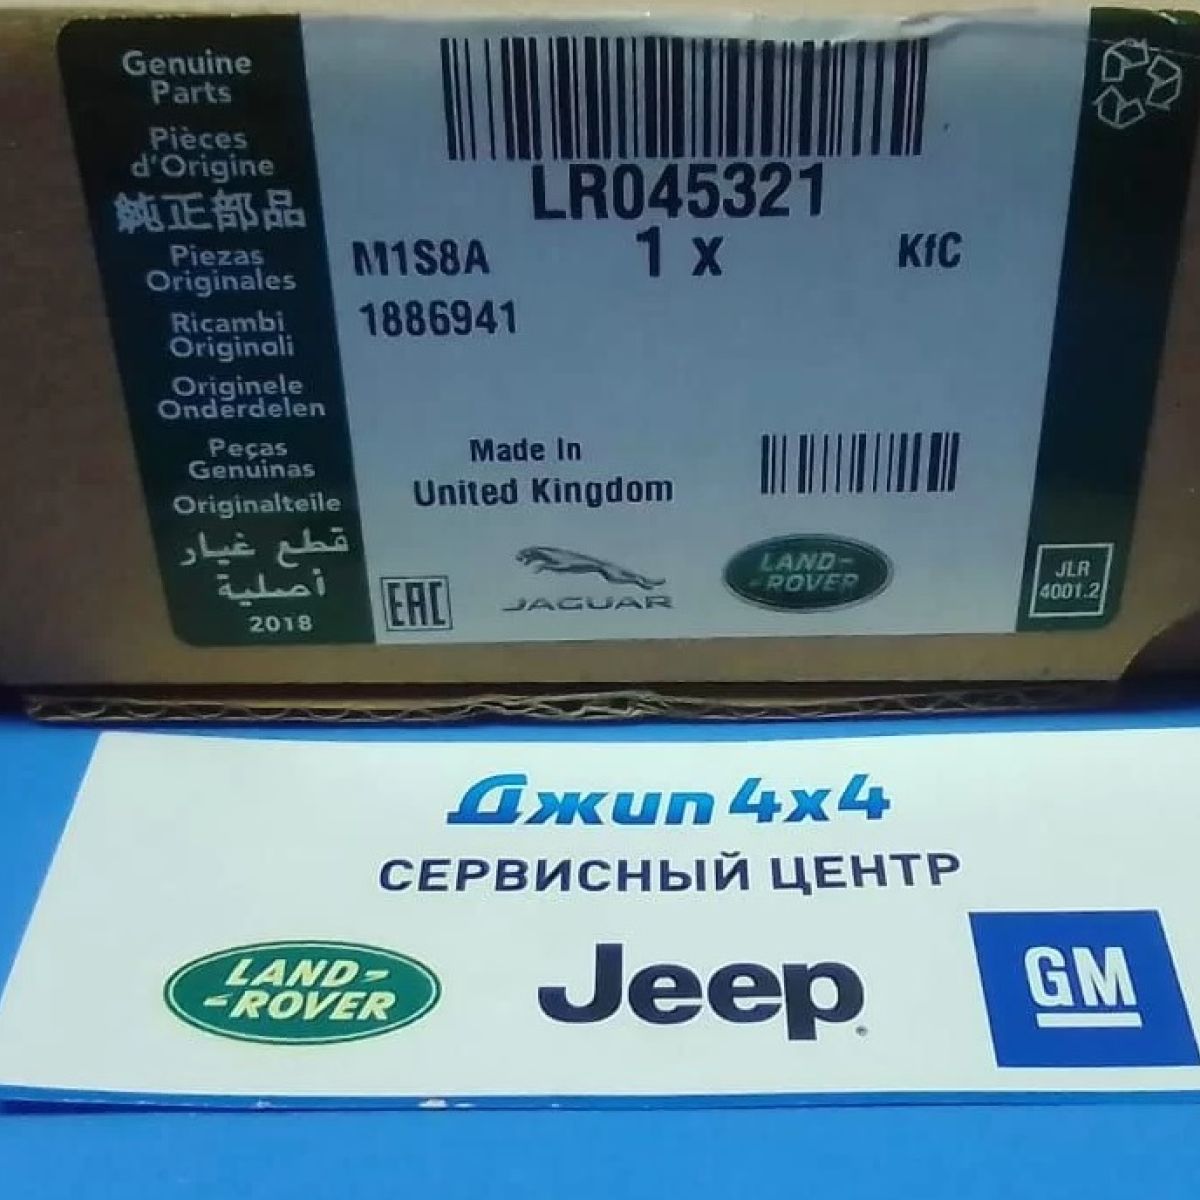 Genuine
Parts
Pièces
d'Origine
純正部品
Piezas
Originales
Ricambi
Originali
Originele
Onderdelen
Peças
Genuinas
Originalteile
قطع غيار
أصلية
2018
LR045321
M1S8A 1 x KfC
1886941
Made In
United Kingdom
EAC
JAGUAR
LAND-
-ROVER
JLR
4001.2
Джип 4x4
СЕРВИСНЫЙ ЦЕНТР
LAND-
-ROVER
Jeep
GM